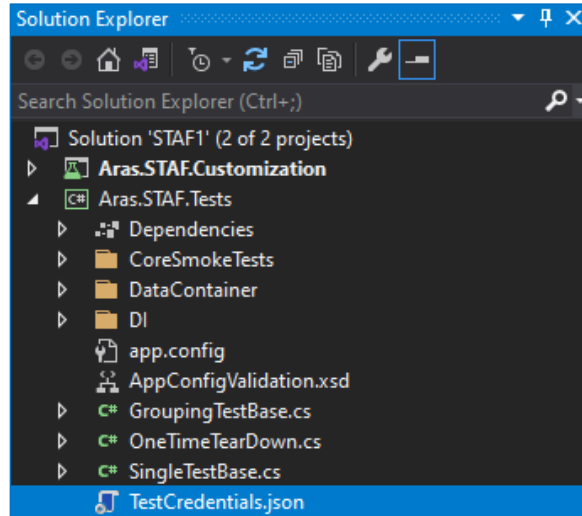 Solution Explorer
Search Solution Explorer (Ctrl+;)
Solution 'STAF1' (2 of 2 projects)
Aras.STAF.Customization
C# Aras.STAF.Tests
Dependencies
CoreSmokeTests
DataContainer
DI
app.config
AppConfigValidation.xsd
C# GroupingTestBase.cs
C# OneTimeTearDown.cs
C# SingleTestBase.cs
TestCredentials.json